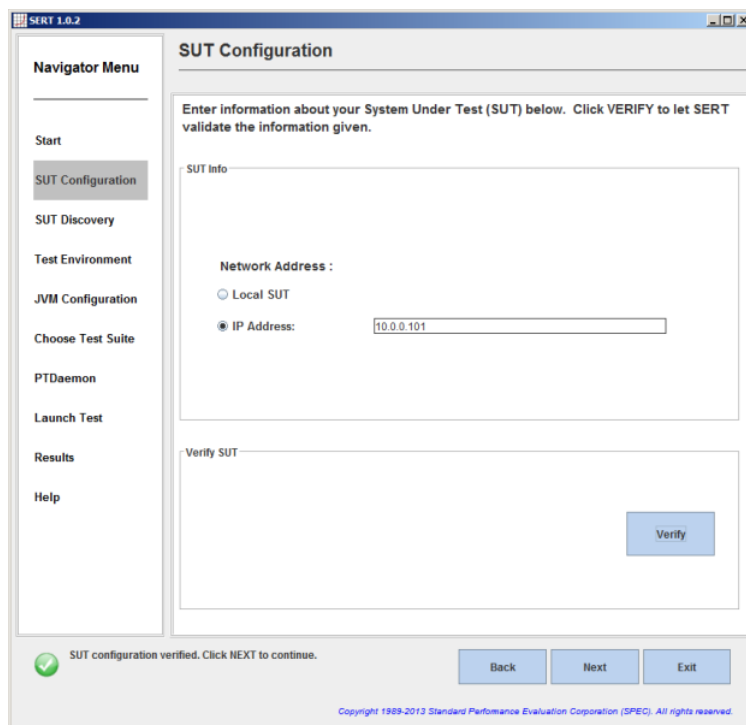 SERT 1.0.2
Navigator Menu
Start
SUT Configuration
SUT Discovery
Test Environment
JVM Configuration
Choose Test Suite
PTDaemon
Launch Test
Results
Help
SUT Configuration
Enter information about your System Under Test (SUT) below. Click VERIFY to let SERT
validate the information given.
SUT Info
Network Address :
Local SUT
IP Address:
10.0.0.101
Verify SUT
Verify
SUT configuration verified. Click NEXT to continue.
Back
Next
Exit
Copyright 1989-2013 Standard Perfomance Evaluation Corporation (SPEC). All rights reserved.